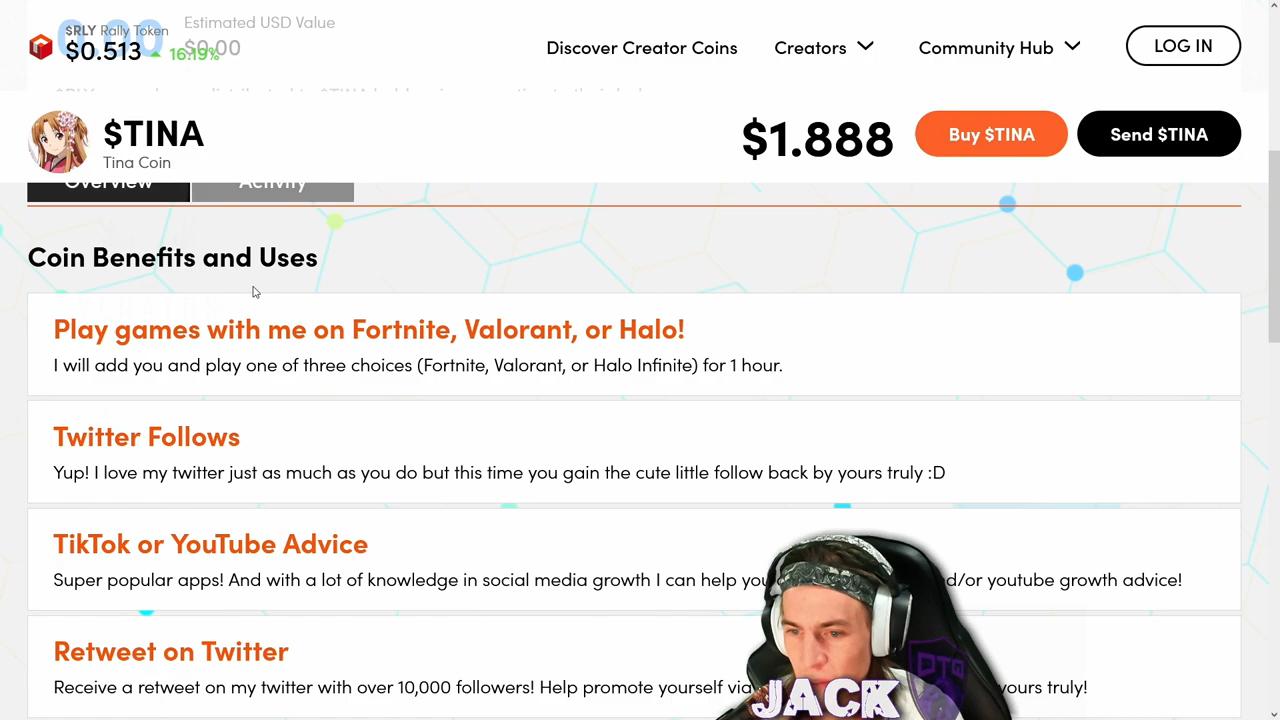 Estimated USD Value
0.00
$0.00
$RLY Rally Token
$0.513 16.19%
Discover Creator Coins
Creators
Community Hub
LOG IN
$TINA
Tina Coin
$1.888
Buy $TINA
Send $TINA
Overview
Activity
Coin Benefits and Uses
Play games with me on Fortnite, Valorant, or Halo!
I will add you and play one of three choices (Fortnite, Valorant, or Halo Infinite) for 1 hour.
Twitter Follows
Yup! I love my twitter just as much as you do but this time you gain the cute little follow back by yours truly :D
TikTok or YouTube Advice
Super popular apps! And with a lot of knowledge in social media growth I can help you d/or youtube growth advice!
Retweet on Twitter
Receive a retweet on my twitter with over 10,000 followers! Help promote yourself via yours truly!
JACK